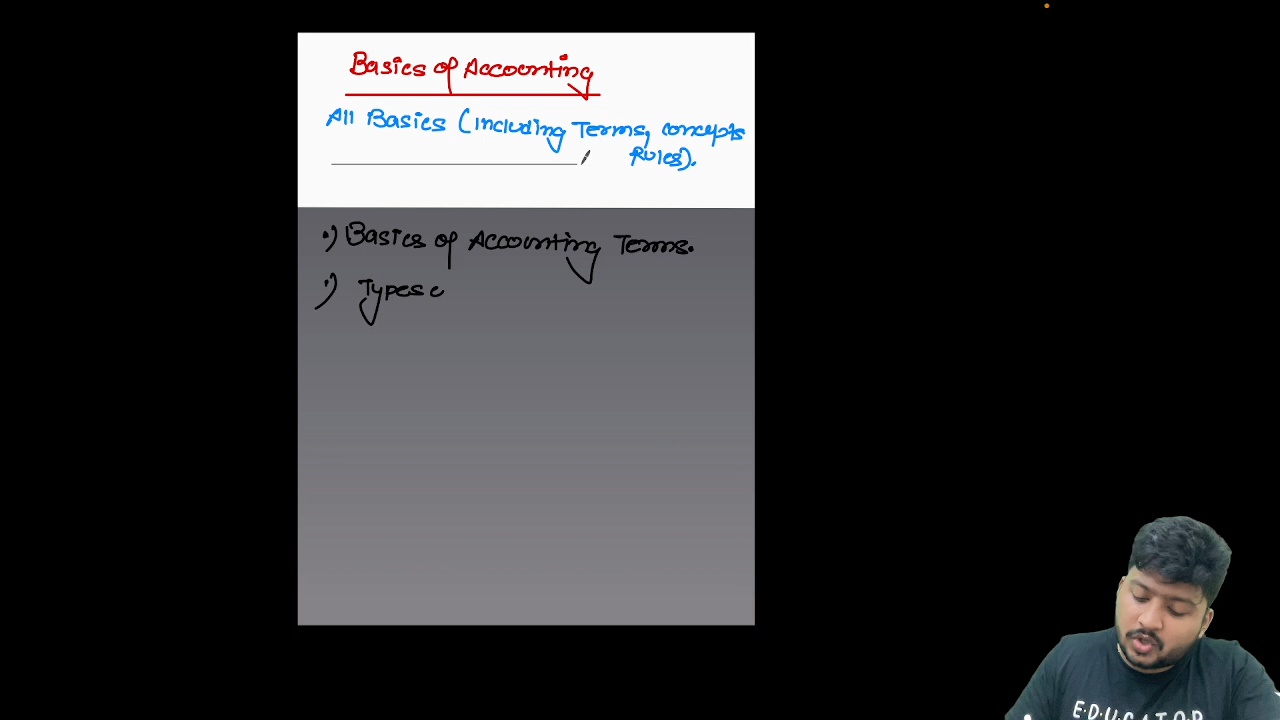 Basics of Accounting
All Basics (including Terms, concepts
Rules).
•) Basics of Accounting Terms.
•) Types o
E·D·U·C·A·T·O·R